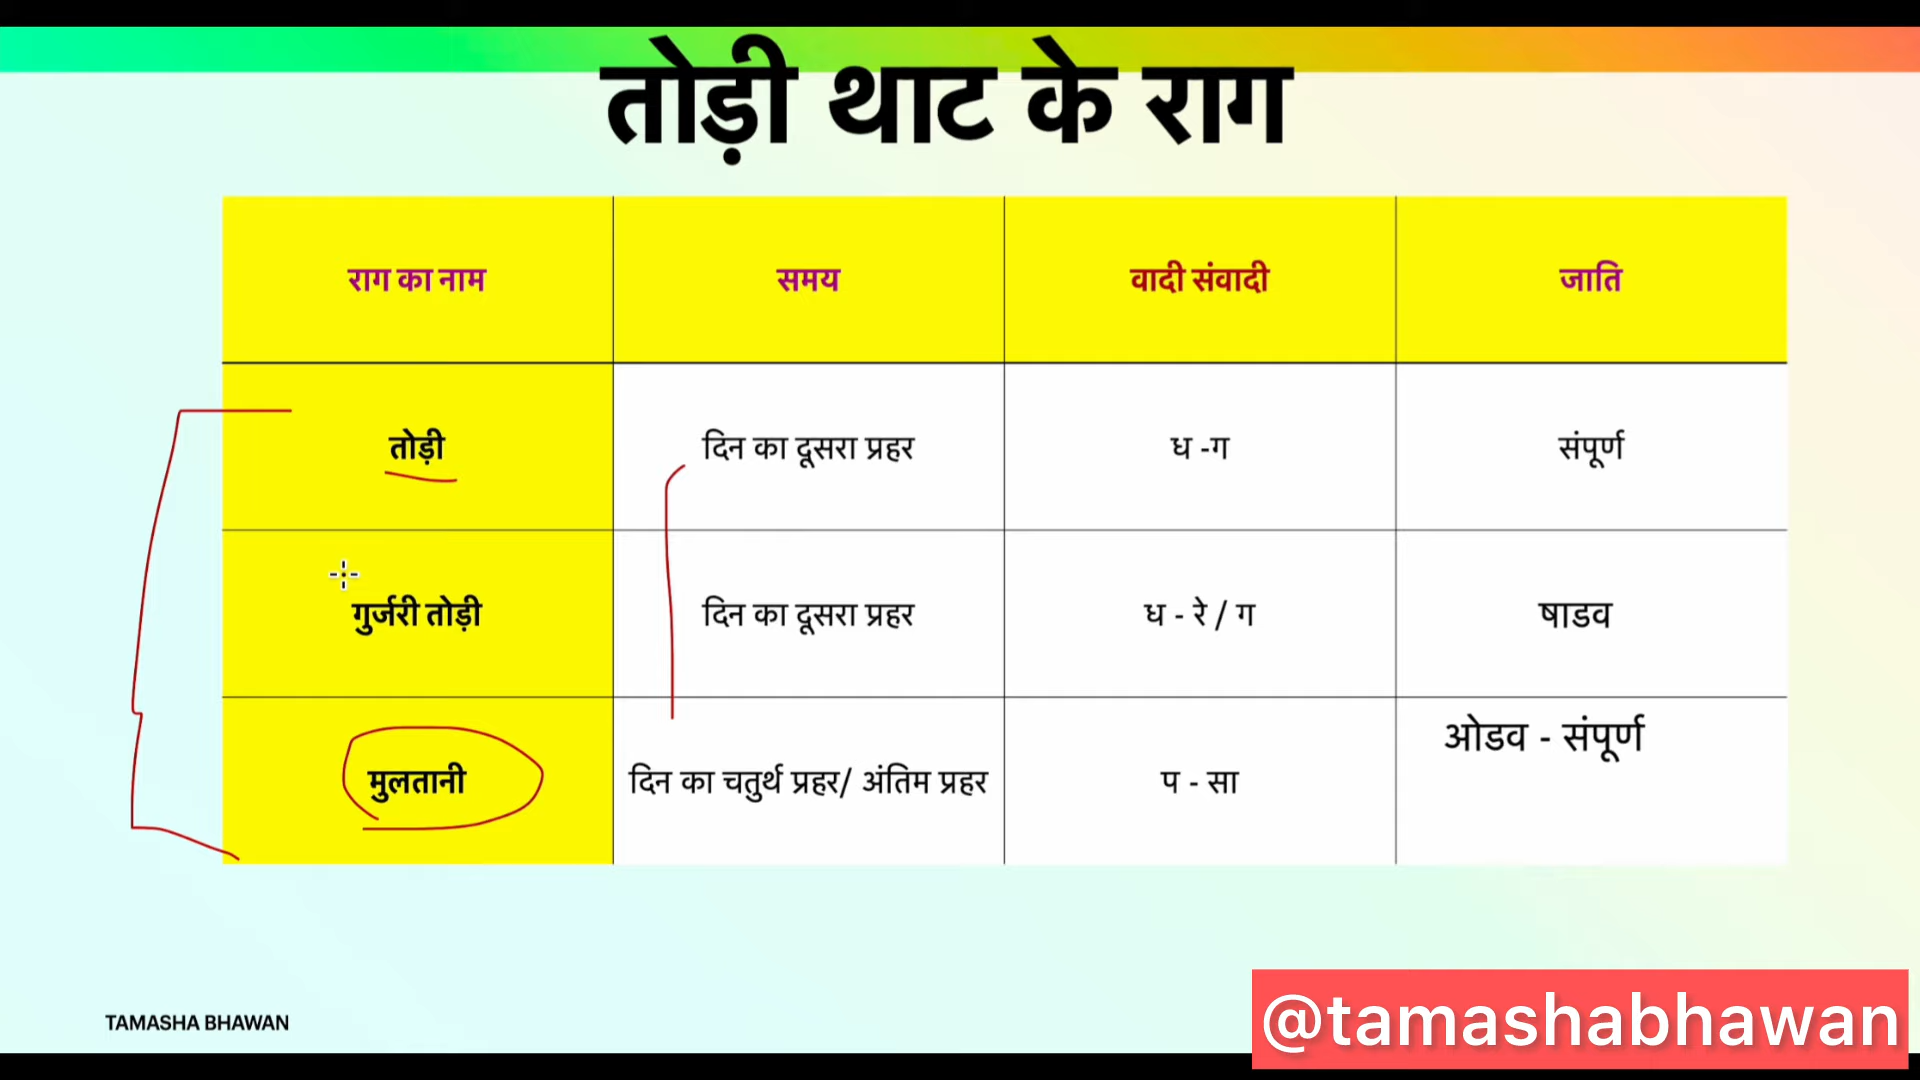 तोड़ी थाट के राग
राग का नाम समय वादी संवादी जाति
तोड़ी दिन का दूसरा प्रहर ध -ग संपूर्ण
गुर्जरी तोड़ी दिन का दूसरा प्रहर ध - रे / ग षाडव
मुलतानी दिन का चतुर्थ प्रहर/ अंतिम प्रहर प - सा ओडव - संपूर्ण
TAMASHA BHAWAN
@tamashabhawan